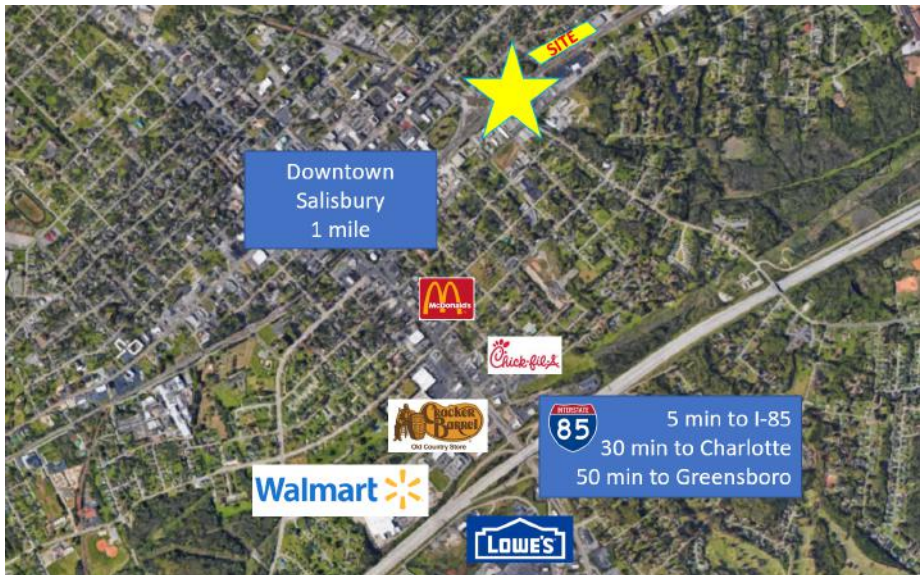 SITE
Downtown
Salisbury
1 mile
McDonald's
Chick-fil-A
Cracker
Barrel
Old Country Store
INTERSTATE
85
5 min to I-85
30 min to Charlotte
50 min to Greensboro
Walmart
LOWE'S